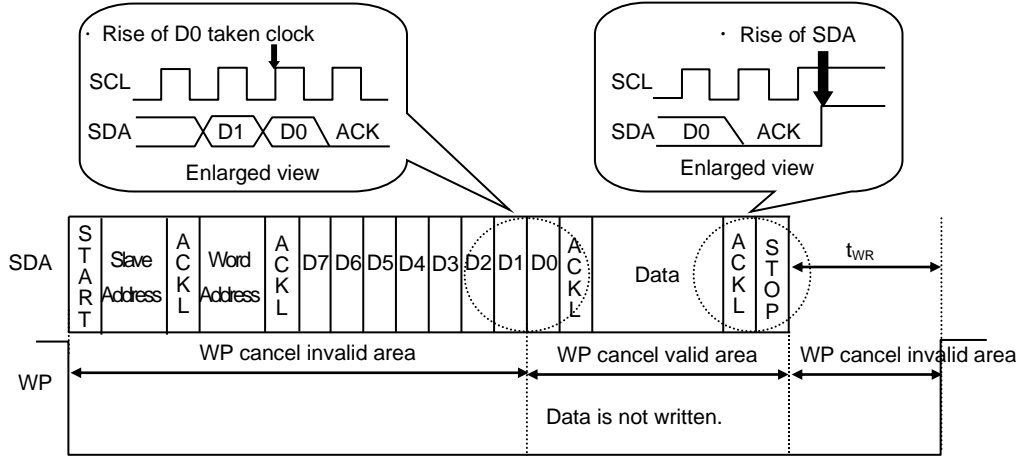 · Rise of D0 taken clock
SCL
SDA
D1
D0
ACK
Enlarged view
· Rise of SDA
SCL
SDA
D0
ACK
Enlarged view
SDA
START
Slave
Address
ACKL
Word
Address
ACKL
D7
D6
D5
D4
D3
D2
D1
D0
ACKL
Data
ACKL
STOP
tWR
WP cancel invalid area
WP cancel valid area
WP cancel invalid area
WP
Data is not written.